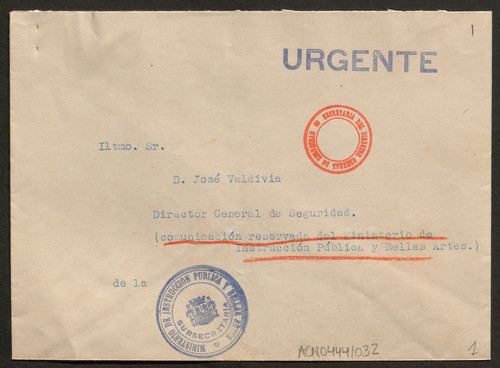 1
URGENTE
Iltmo. Sr.
D. José Valdivia
Director General de Seguridad.
(comunicación reservada del Ministerio de
Instrucción Pública y Bellas Artes.)
de la
MINISTERIO DE INSTRUCCION PUBLICA Y BELLAS ARTES
SUBSECRETARIA
ACN0444/032
1